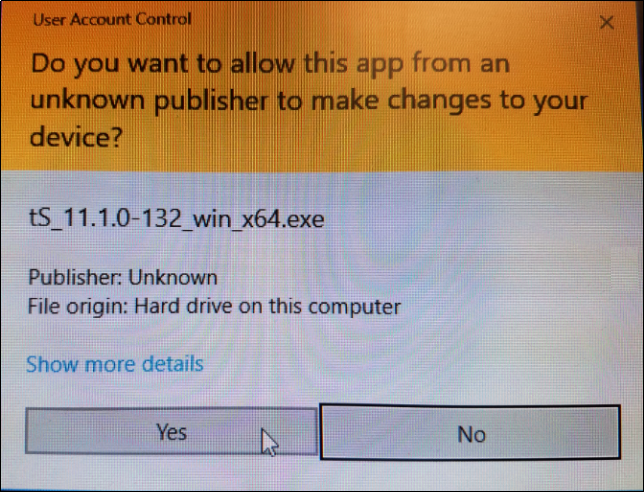 User Account Control
Do you want to allow this app from an
unknown publisher to make changes to your
device?
tS_11.1.0-132_win_x64.exe
Publisher: Unknown
File origin: Hard drive on this computer
Show more details
Yes
No